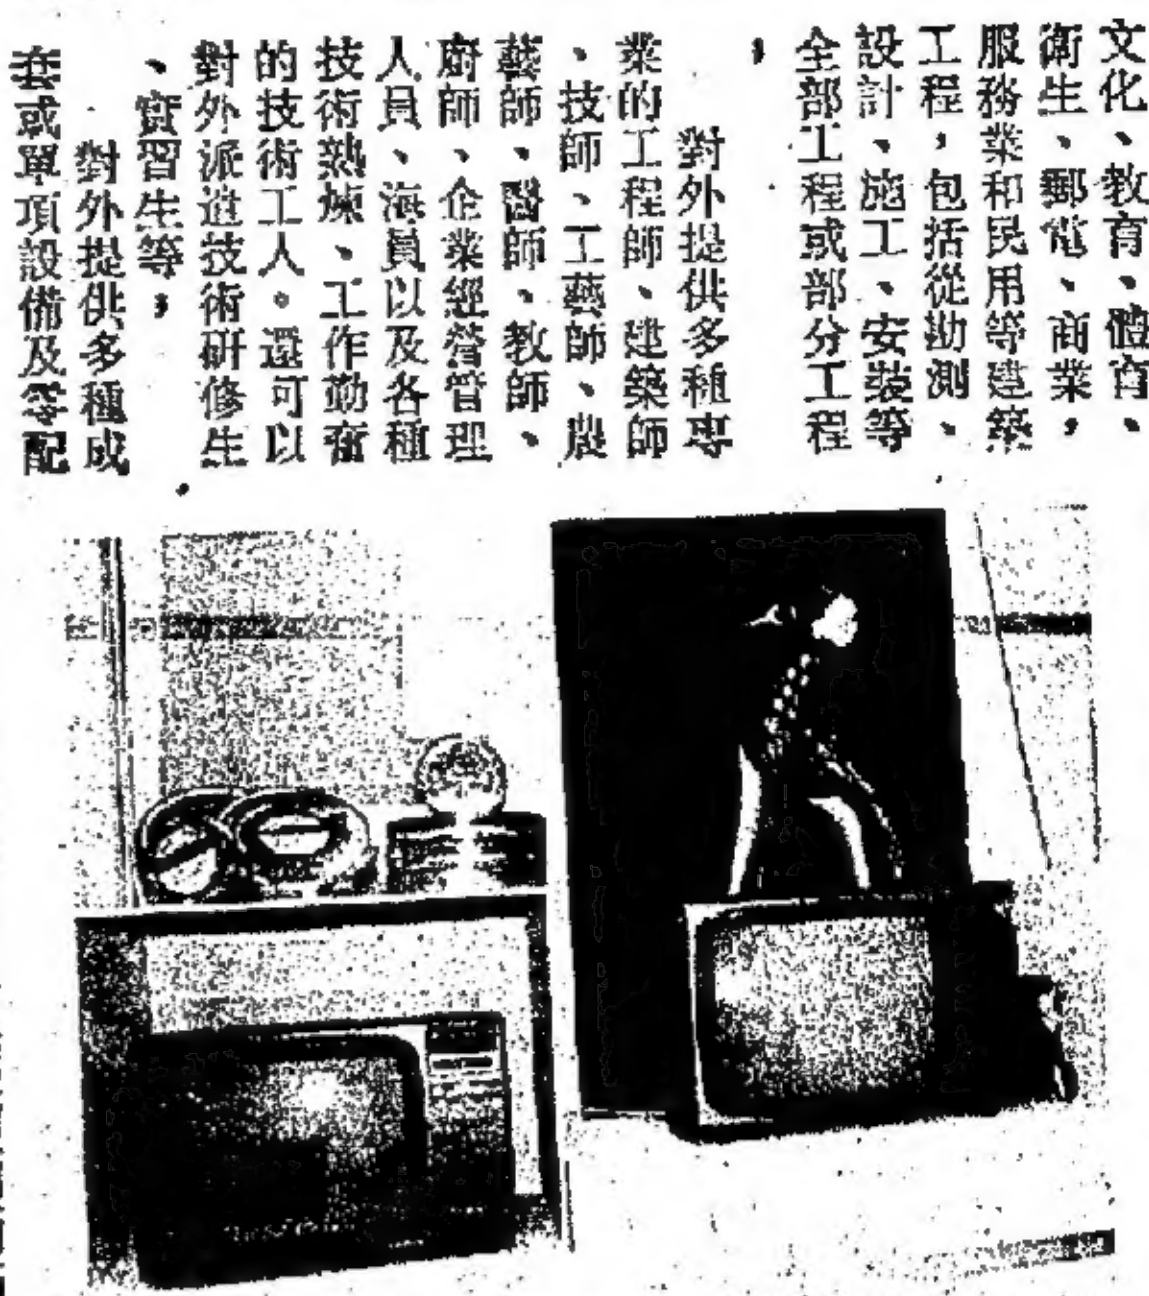 文化、教育、體育、
衛生、郵電、商業，
服務業和民用等建築
工程，包括從勘測、
設計、施工、安裝等
全部工程或部分工程
，
對外提供多種專
業的工程師、建築師
、技師、工藝師、農
藝師、醫師、教師、
廚師、企業經營管理
人員、海員以及各種
技術熟煉、工作勤奮
的技術工人。還可以
對外派進技術研修生
、實習生等，
對外提供多種成
套或單項設備及零配